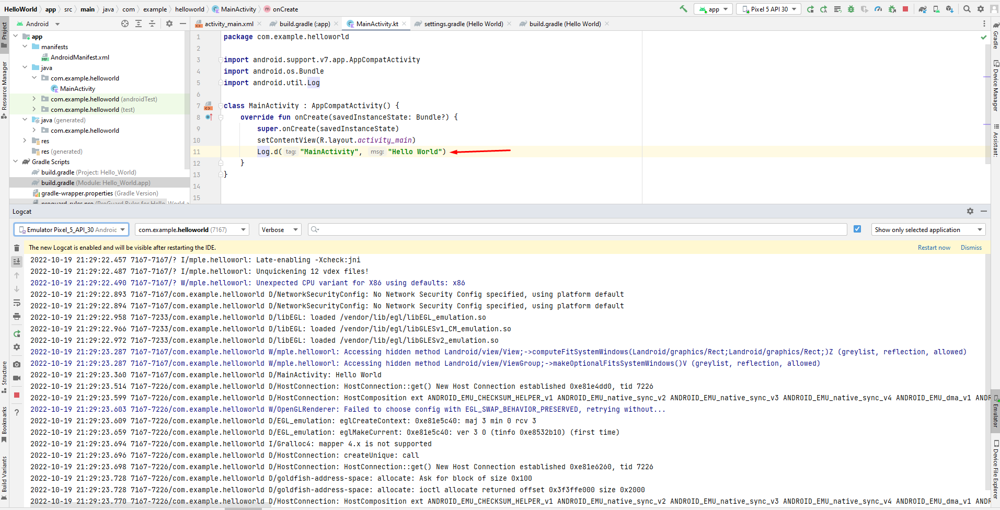 HelloWorld app src main java com example helloworld MainActivity onCreate app Pixel 5 API 30
Project
Android
activity_main.xml build.gradle (:app) MainActivity.kt settings.gradle (Hello World) build.gradle (Hello World)
app
manifests
AndroidManifest.xml
java
com.example.helloworld
MainActivity
com.example.helloworld (androidTest)
com.example.helloworld (test)
java (generated)
com.example.helloworld
res
res (generated)
Gradle Scripts
build.gradle (Project: Hello_World)
build.gradle (Module: Hello_World.app)
gradle-wrapper.properties (Gradle Version)
proguard-rules.pro (ProGuard Rules for Hello_World.a
Resource Manager
1 package com.example.helloworld
2
3 import android.support.v7.app.AppCompatActivity
4 import android.os.Bundle
5 import android.util.Log
6
7 class MainActivity : AppCompatActivity() {
8 override fun onCreate(savedInstanceState: Bundle?) {
9 super.onCreate(savedInstanceState)
10 setContentView(R.layout.activity_main)
11 Log.d( tag: "MainActivity", msg: "Hello World")
12 }
13 }
14
15
Gradle
Device Manager
Assistant:
Logcat
Emulator Pixel_5_API_30 Androic com.example.helloworld (7167) Verbose Show only selected application
The new Logcat is enabled and will be visible after restarting the IDE. Restart now Dismiss
2022-10-19 21:29:22.457 7167-7167/? I/mple.helloworl: Late-enabling -Xcheck:jni
2022-10-19 21:29:22.487 7167-7167/? I/mple.helloworl: Unquickening 12 vdex files!
2022-10-19 21:29:22.490 7167-7167/? W/mple.helloworl: Unexpected CPU variant for X86 using defaults: x86
2022-10-19 21:29:22.893 7167-7167/com.example.helloworld D/NetworkSecurityConfig: No Network Security Config specified, using platform default
2022-10-19 21:29:22.894 7167-7167/com.example.helloworld D/NetworkSecurityConfig: No Network Security Config specified, using platform default
2022-10-19 21:29:22.958 7167-7233/com.example.helloworld D/libEGL: loaded /vendor/lib/egl/libEGL_emulation.so
2022-10-19 21:29:22.966 7167-7233/com.example.helloworld D/libEGL: loaded /vendor/lib/egl/libGLESv1_CM_emulation.so
2022-10-19 21:29:22.972 7167-7233/com.example.helloworld D/libEGL: loaded /vendor/lib/egl/libGLESv2_emulation.so
2022-10-19 21:29:23.287 7167-7167/com.example.helloworld W/mple.helloworl: Accessing hidden method Landroid/view/View;->computeFitSystemWindows(Landroid/graphics/Rect;Landroid/graphics/Rect;)Z (greylist, reflection, allowed)
2022-10-19 21:29:23.287 7167-7167/com.example.helloworld W/mple.helloworl: Accessing hidden method Landroid/view/ViewGroup;->makeOptionalFitsSystemWindows()V (greylist, reflection, allowed)
2022-10-19 21:29:23.360 7167-7167/com.example.helloworld D/MainActivity: Hello World
2022-10-19 21:29:23.514 7167-7226/com.example.helloworld D/HostConnection: HostConnection::get() New Host Connection established 0xe81e4dd0, tid 7226
2022-10-19 21:29:23.599 7167-7226/com.example.helloworld D/HostConnection: HostComposition ext ANDROID_EMU_CHECKSUM_HELPER_v1 ANDROID_EMU_native_sync_v2 ANDROID_EMU_native_sync_v3 ANDROID_EMU_native_sync_v4 ANDROID_EMU_dma_v1 ANDR
2022-10-19 21:29:23.603 7167-7226/com.example.helloworld W/OpenGLRenderer: Failed to choose config with EGL_SWAP_BEHAVIOR_PRESERVED, retrying without...
2022-10-19 21:29:23.609 7167-7226/com.example.helloworld D/EGL_emulation: eglCreateContext: 0xe81e5c40: maj 3 min 0 rcv 3
2022-10-19 21:29:23.659 7167-7226/com.example.helloworld D/EGL_emulation: eglMakeCurrent: 0xe81e5c40: ver 3 0 (tinfo 0xe8532b10) (first time)
2022-10-19 21:29:23.694 7167-7226/com.example.helloworld I/Gralloc4: mapper 4.x is not supported
2022-10-19 21:29:23.696 7167-7226/com.example.helloworld D/HostConnection: createUnique: call
2022-10-19 21:29:23.698 7167-7226/com.example.helloworld D/HostConnection: HostConnection::get() New Host Connection established 0xe81e6260, tid 7226
2022-10-19 21:29:23.728 7167-7226/com.example.helloworld D/goldfish-address-space: allocate: Ask for block of size 0x100
2022-10-19 21:29:23.728 7167-7226/com.example.helloworld D/goldfish-address-space: allocate: ioctl allocate returned offset 0x3f3ffe000 size 0x2000
2022-10-19 21:29:23.770 7167-7226/com.example.helloworld D/HostConnection: HostComposition ext ANDROID_EMU_CHECKSUM_HELPER_v1 ANDROID_EMU_native_sync_v2 ANDROID_EMU_native_sync_v3 ANDROID_EMU_native_sync_v4 ANDROID_EMU_dma_v1 ANDR
Structure
Bookmarks
Build Variants
Emulator
Device File Explorer